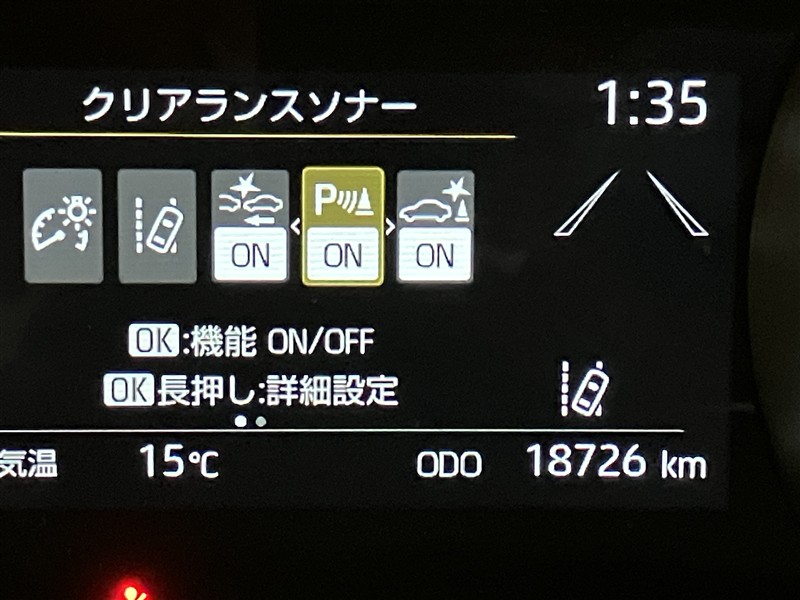 クリアランスソナー
1:35
P
ON ON ON
OK:機能 ON/OFF
OK長押し:詳細設定
気温 15℃ ODO 18726 km